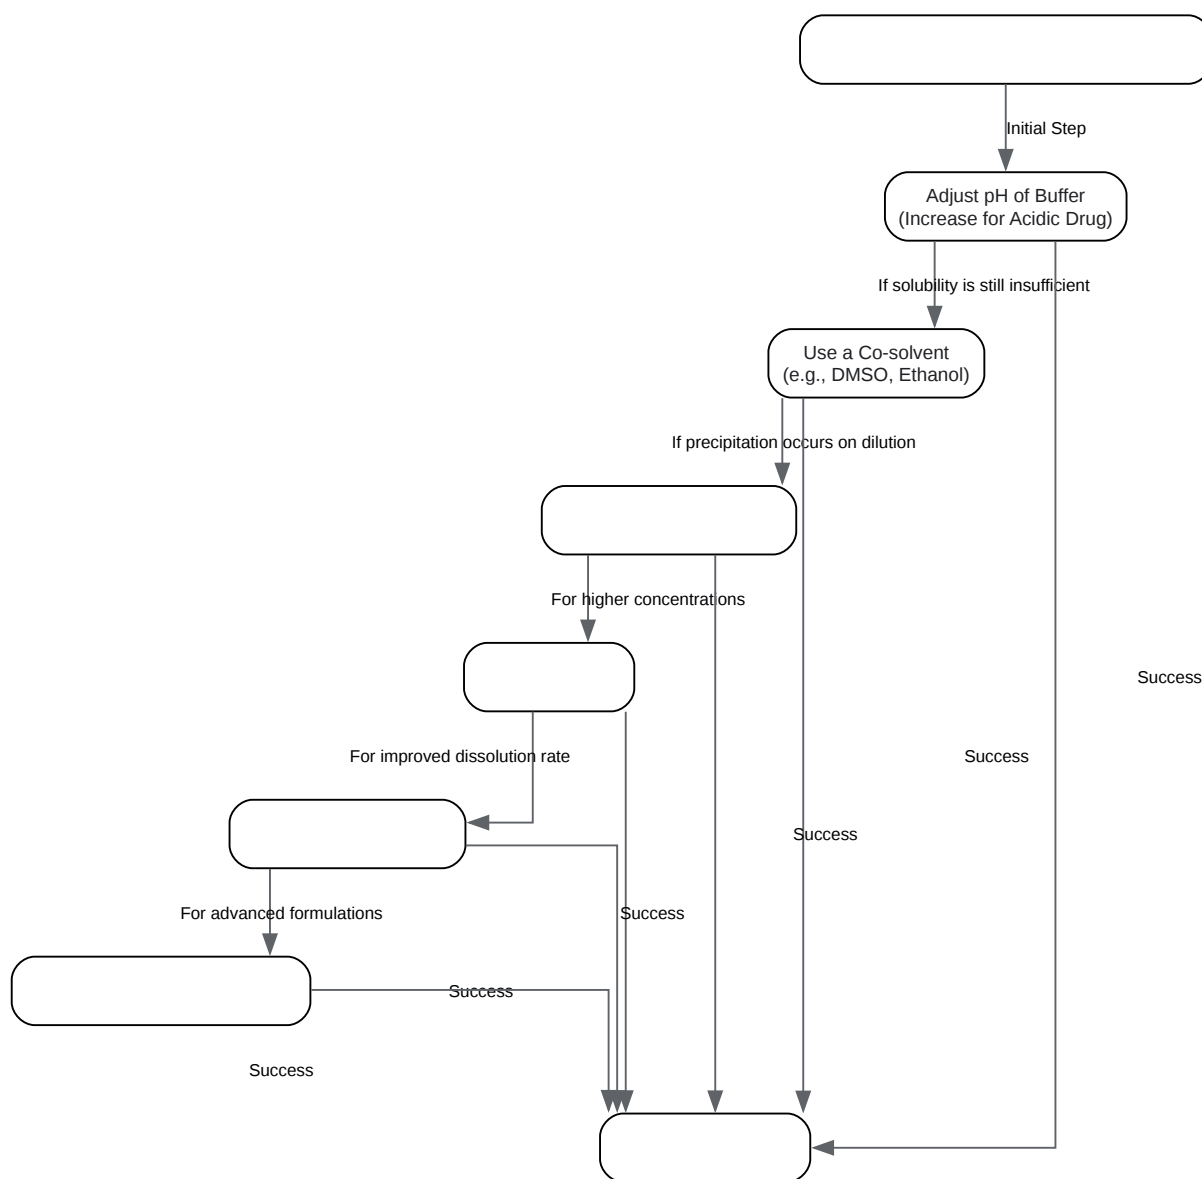 Initial Step
Adjust pH of Buffer
(Increase for Acidic Drug)
If solubility is still insufficient
Use a Co-solvent
(e.g., DMSO, Ethanol)
If precipitation occurs on dilution
For higher concentrations
Success
For improved dissolution rate
Success
Success
For advanced formulations
Success
Success
Success